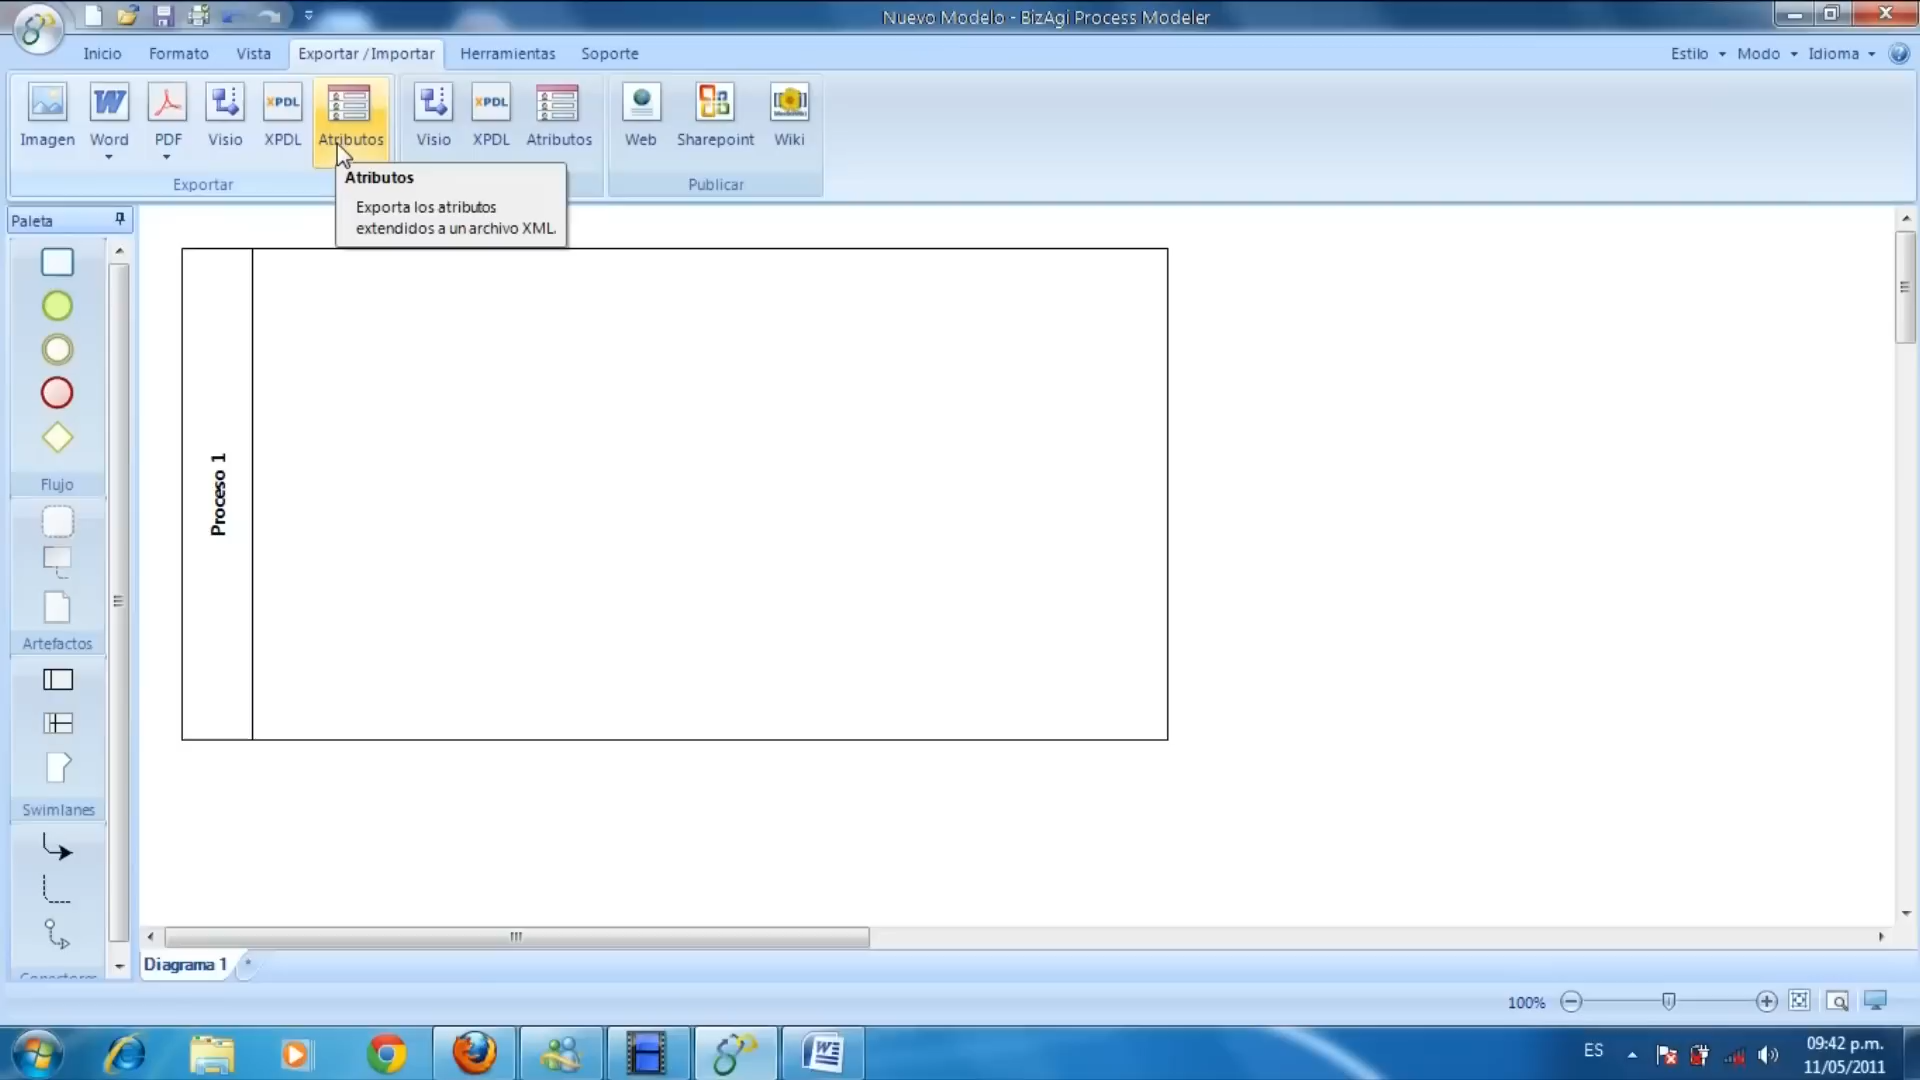 Nuevo Modelo - BizAgi Process Modeler
Inicio Formato Vista Exportar / Importar Herramientas Soporte
Estilo Modo Idioma
Imagen Word PDF Visio XPDL Atributos Visio XPDL Atributos Web Sharepoint Wiki
Exportar
Publicar
Atributos
Exporta los atributos
extendidos a un archivo XML.
Paleta
Flujo
Artefactos
Swimlanes
Proceso 1
Diagrama 1
100%
ES
09:42 p.m.
11/05/2011